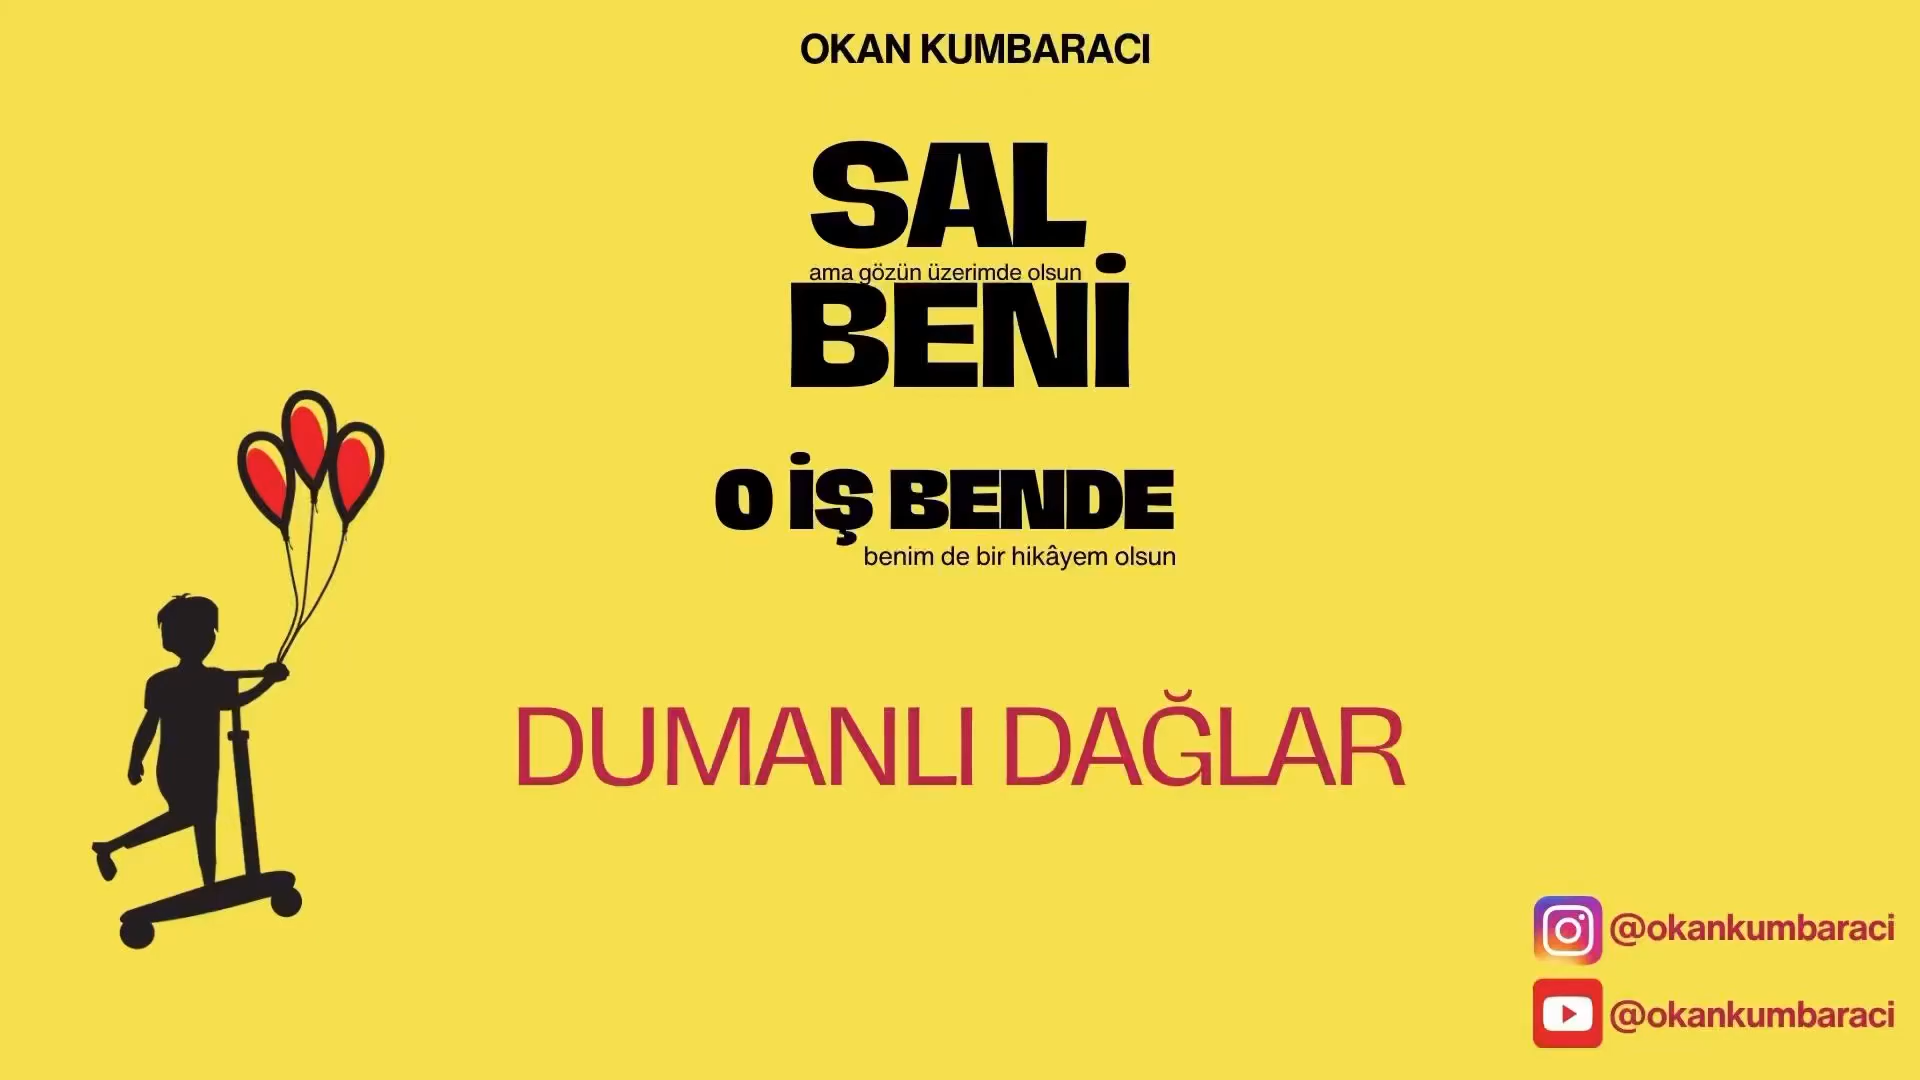 OKAN KUMBARACI
SAL
ama gözün üzerimde olsun
BENİ
O İŞ BENDE
benim de bir hikâyem olsun
DUMANLI DAĞLAR
@okankumbaraci
@okankumbaraci